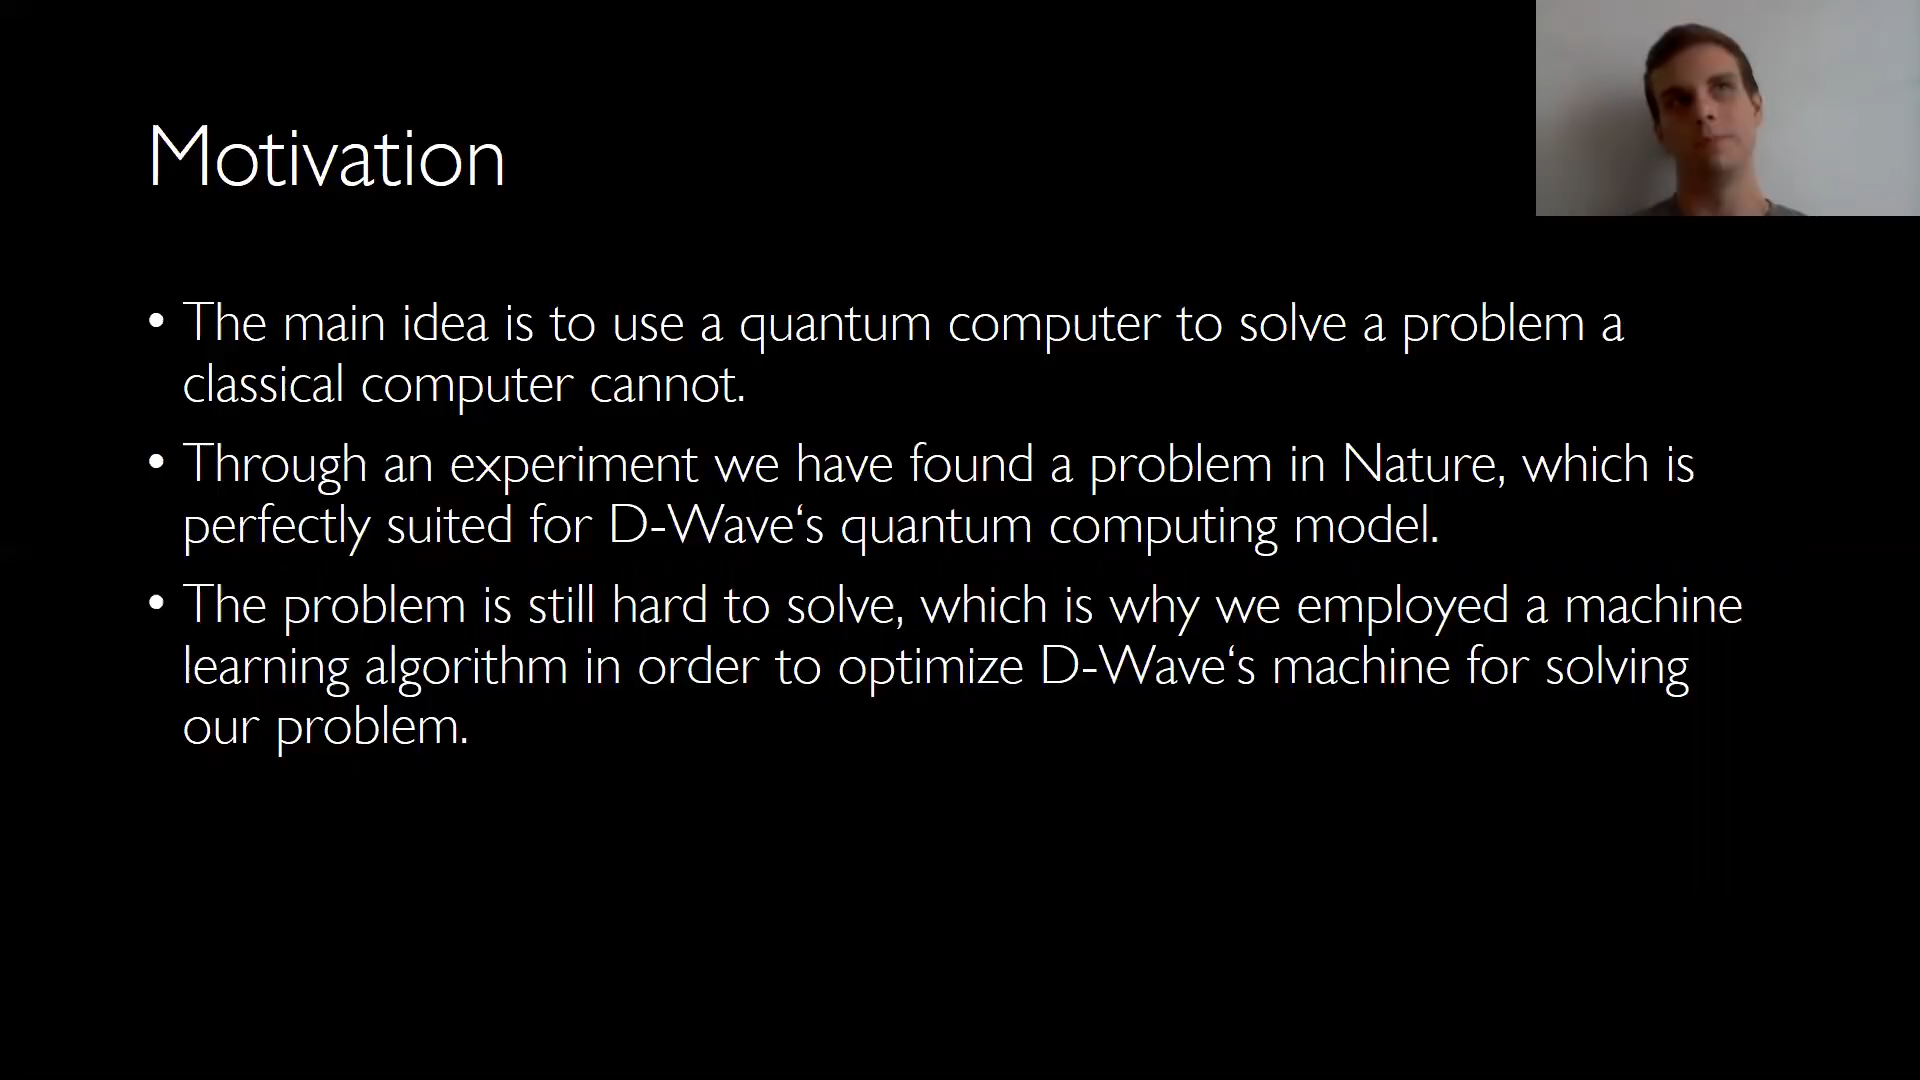 Motivation
• The main idea is to use a quantum computer to solve a problem a
classical computer cannot.
• Through an experiment we have found a problem in Nature, which is
perfectly suited for D-Wave‘s quantum computing model.
• The problem is still hard to solve, which is why we employed a machine
learning algorithm in order to optimize D-Wave‘s machine for solving
our problem.